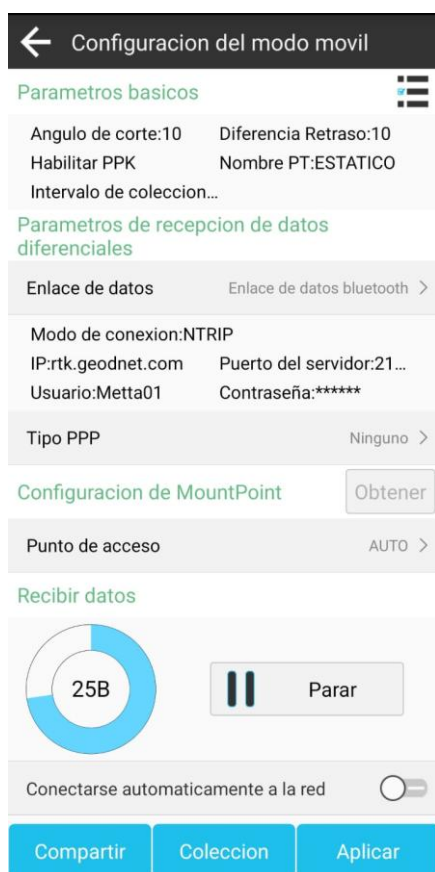 Configuracion del modo movil
Parametros basicos
Angulo de corte:10 Diferencia Retraso:10
Habilitar PPK Nombre PT:ESTATICO
Intervalo de coleccion...
Parametros de recepcion de datos
diferenciales
Enlace de datos Enlace de datos bluetooth >
Modo de conexion:NTRIP
IP:rtk.geodnet.com Puerto del servidor:21...
Usuario:Metta01 Contraseña:******
Tipo PPP Ninguno >
Configuracion de MountPoint Obtener
Punto de acceso AUTO >
Recibir datos
25B Parar
Conectarse automaticamente a la red
Compartir Coleccion Aplicar